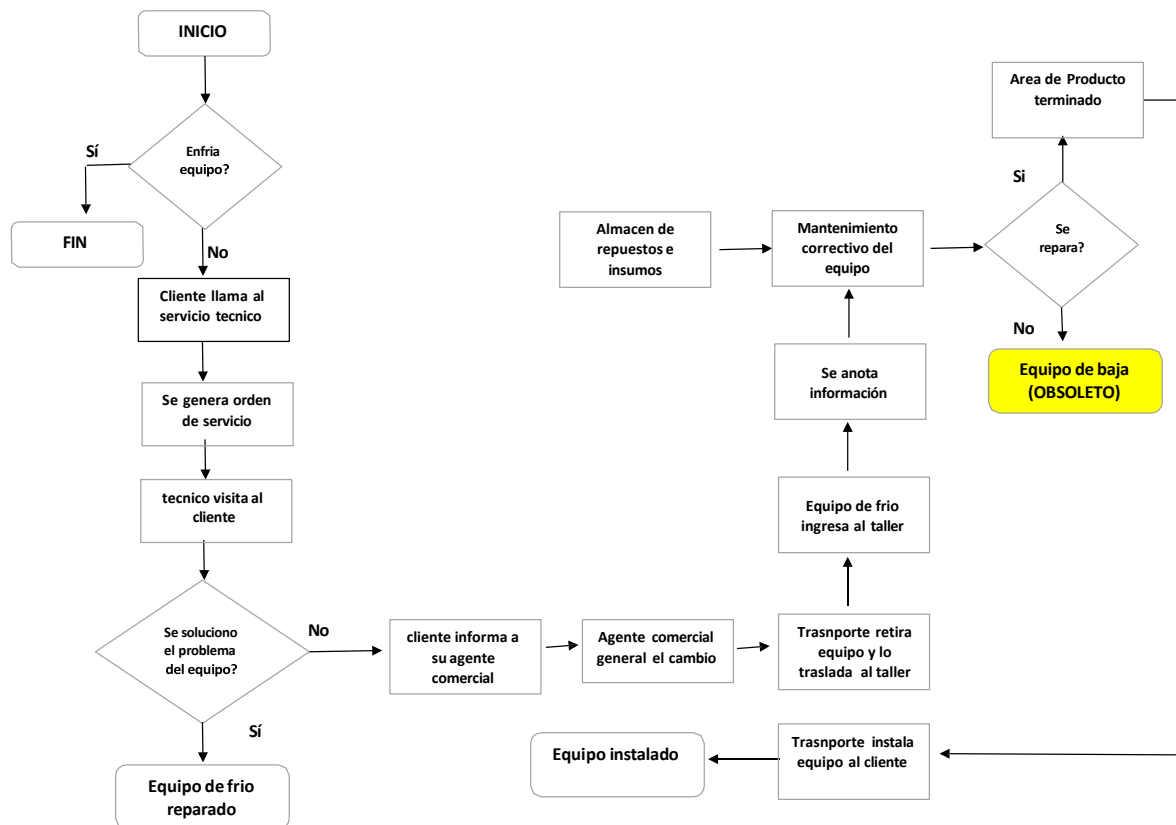 INICIO
Enfria
equipo?
Sí
FIN
No
Cliente llama al
servicio tecnico
Se genera orden
de servicio
tecnico visita al
cliente
Se soluciono
el problema
del equipo?
No
Sí
Equipo de frio
reparado
cliente informa a
su agente
comercial
Agente comercial
general el cambio
Trasnporte retira
equipo y lo
traslada al taller
Equipo de frio
ingresa al taller
Se anota
información
Almacen de
repuestos e
insumos
Mantenimiento
correctivo del
equipo
Se
repara?
Si
Area de Producto
terminado
No
Equipo de baja
(OBSOLETO)
Trasnporte instala
equipo al cliente
Equipo instalado